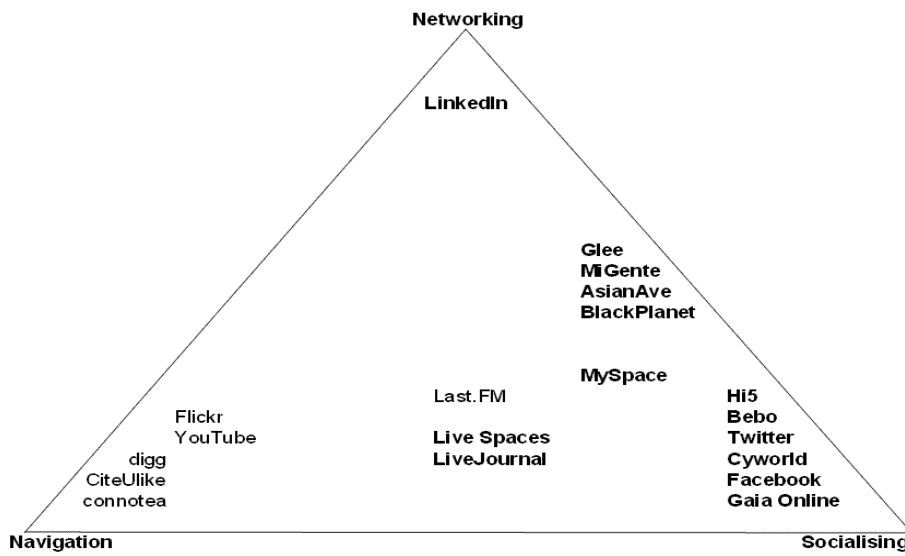 Networking
LinkedIn
Glee
MiGente
AsianAve
BlackPlanet
MySpace
Last.FM
Hi5
Flickr
Bebo
YouTube
Live Spaces
Twitter
digg
LiveJournal
Cyworld
CiteUlike
Facebook
connotea
Gaia Online
Navigation
Socialising